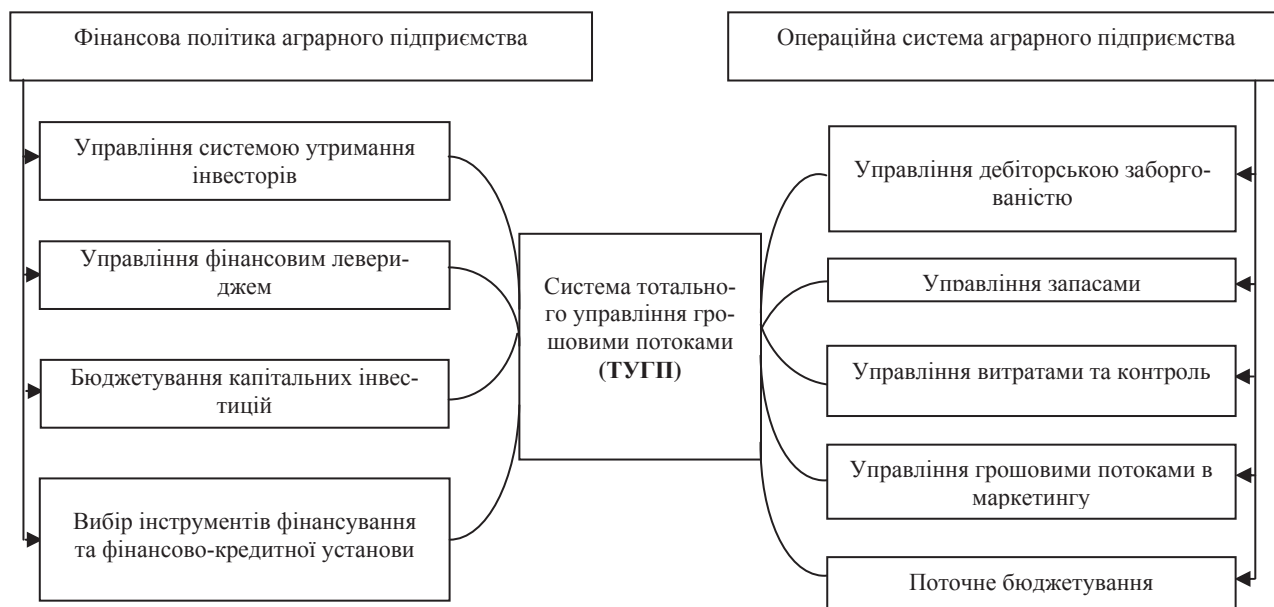 Фінансова політика аграрного підприємства
Операційна система аграрного підприємства
Управління системою утримання
інвесторів
Управління фінансовим левери-
джем
Бюджетування капітальних інвес-
тицій
Вибір інструментів фінансування
та фінансово-кредитної установи
Система тотально-
го управління гро-
шовими потоками
(ТУГП)
Управління дебіторською заборго-
ваністю
Управління запасами
Управління витратами та контроль
Управління грошовими потоками в
маркетингу
Поточне бюджетування